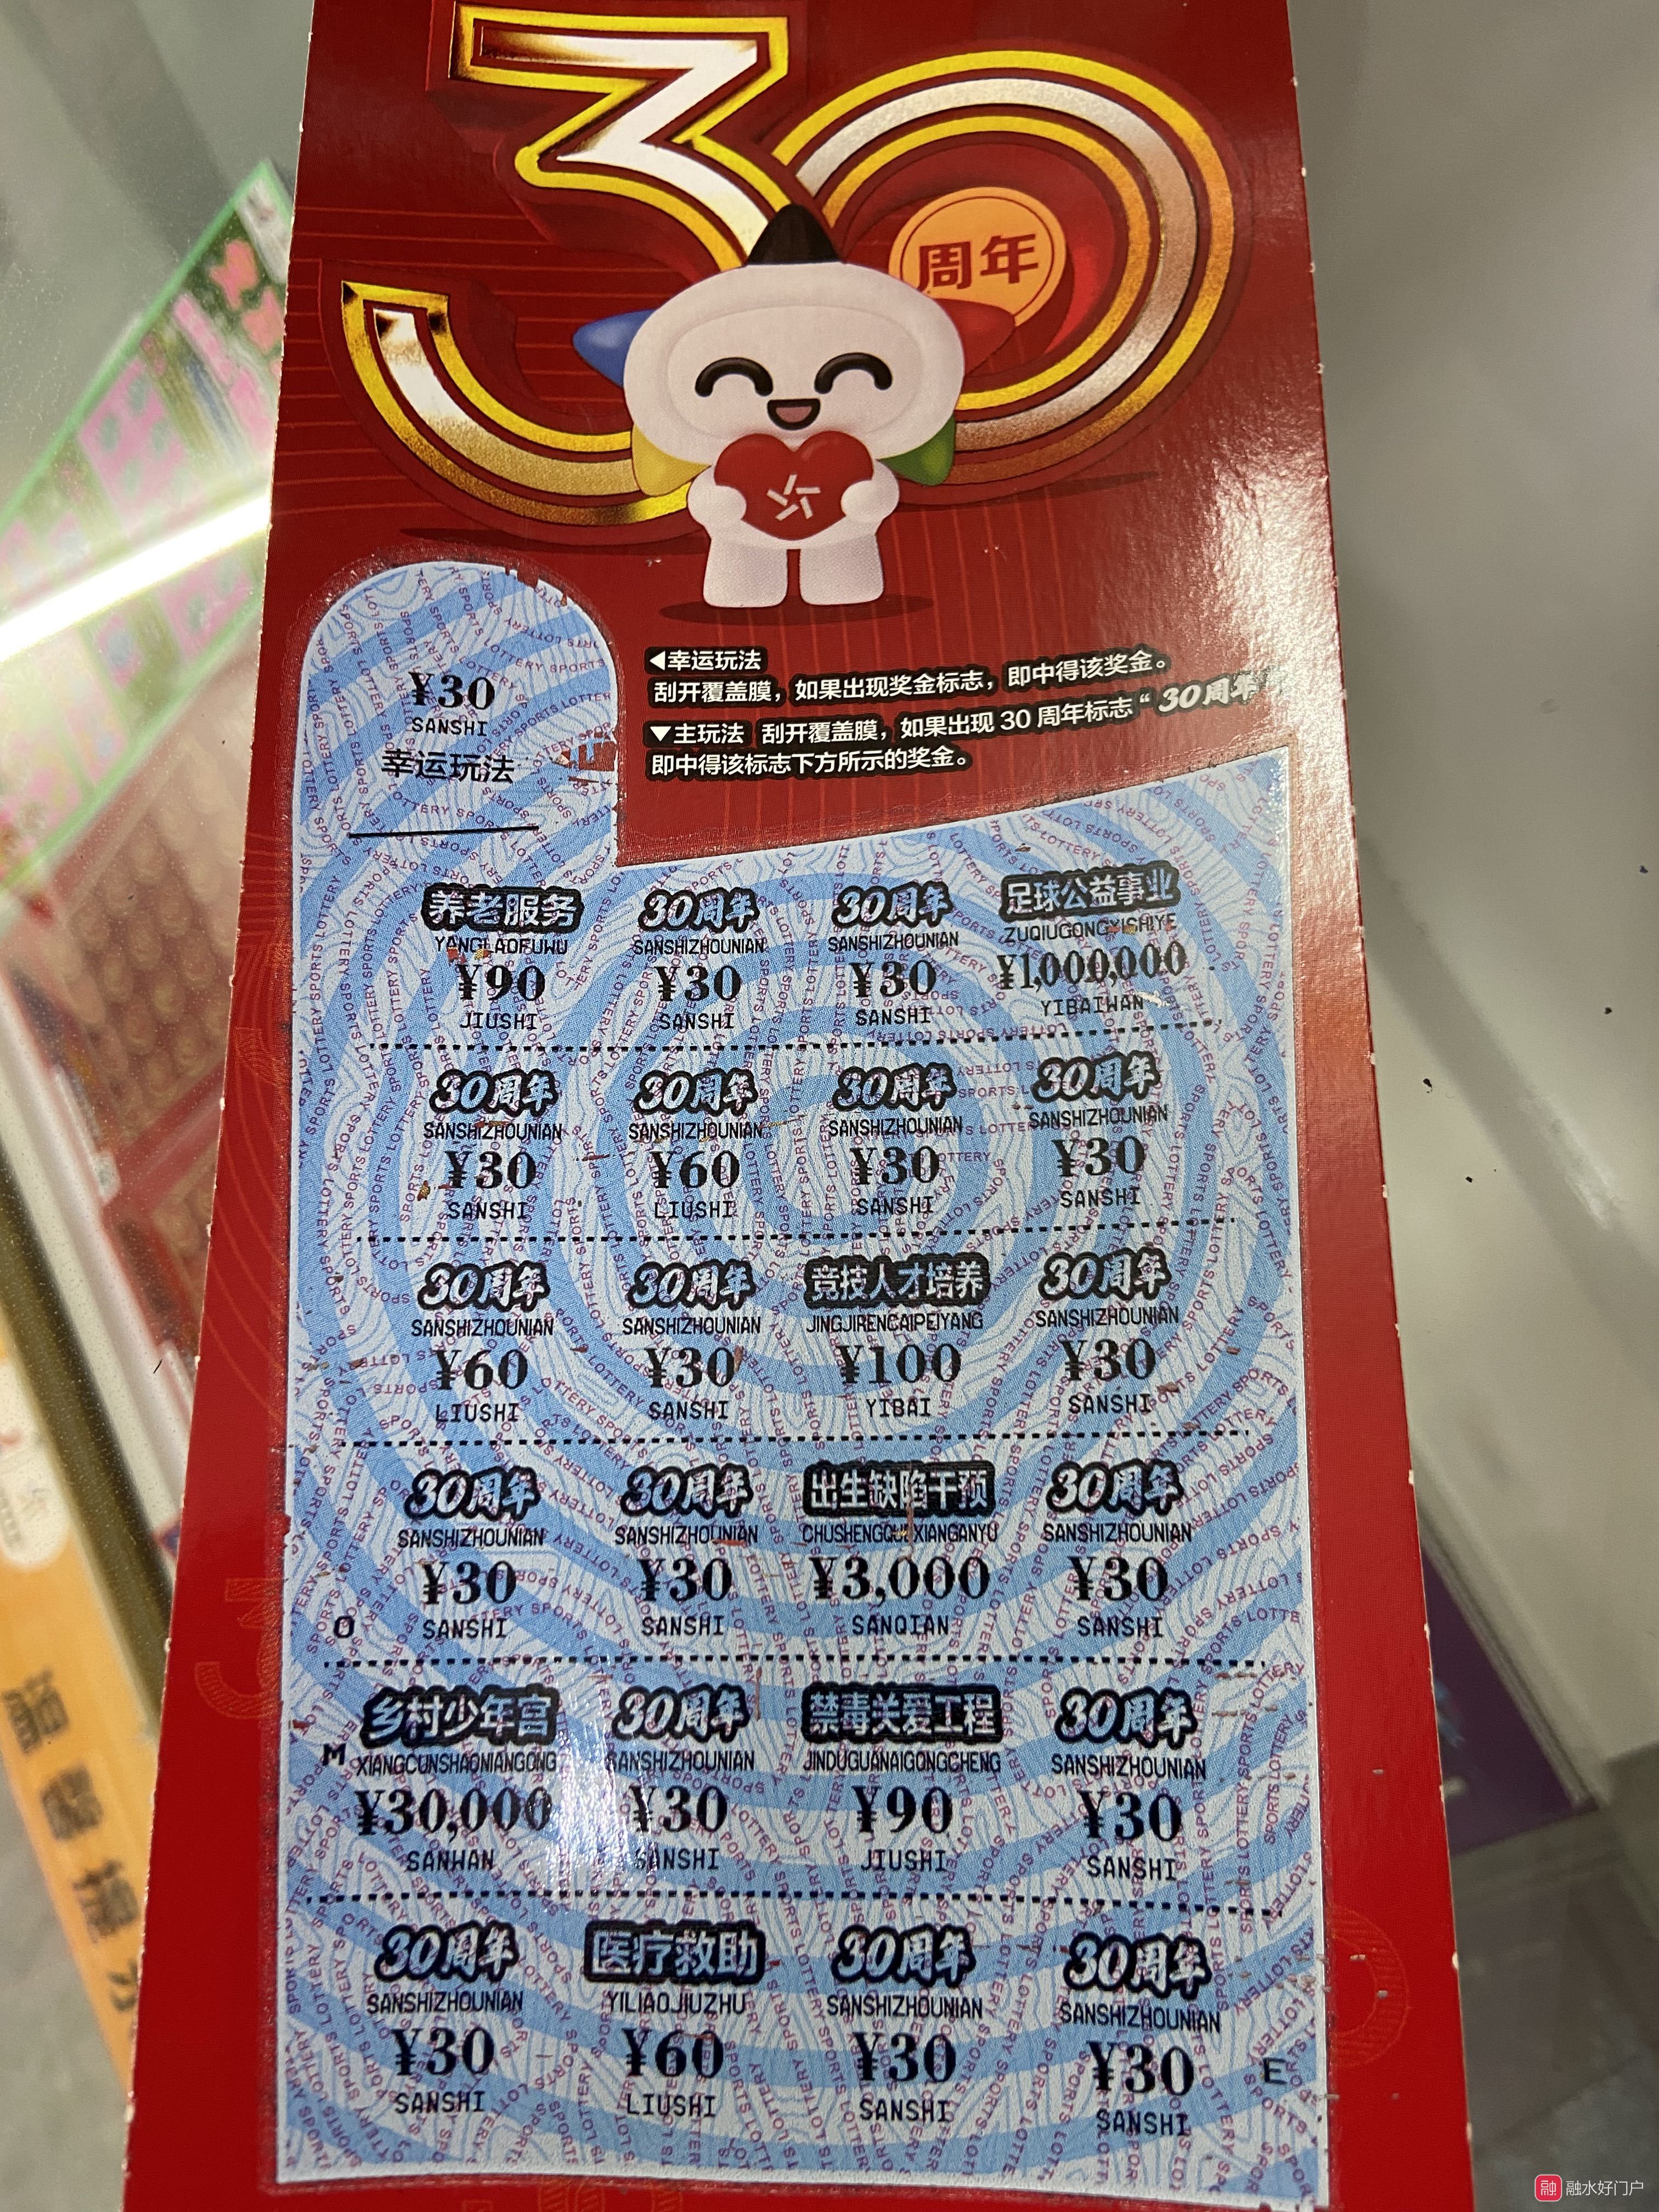 30
周年
◀幸运玩法
刮开覆盖膜，如果出现奖金标志，即中得该奖金。
▼主玩法 刮开覆盖膜，如果出现 30 周年标志“30周年”
即中得该标志下方所示的奖金。
¥30
SANSHI
幸运玩法
养老服务 30周年 30周年 足球公益事业
YANGLAOFUWU SANSHIZHOUNIAN SANSHIZHOUNIAN ZUQIUGONGYISHIYE
¥90 ¥30 ¥30 ¥1,000,000
JIUSHI SANSHI SANSHI YIBAIWAN
30周年 30周年 30周年 30周年
SANSHIZHOUNIAN SANSHIZHOUNIAN SANSHIZHOUNIAN SANSHIZHOUNIAN
¥30 ¥60 ¥30 ¥30
SANSHI LIUSHI SANSHI SANSHI
30周年 30周年 竞技人才培养 30周年
SANSHIZHOUNIAN SANSHIZHOUNIAN JINGJIRENCAIPEIYANG SANSHIZHOUNIAN
¥60 ¥30 ¥100 ¥30
LIUSHI SANSHI YIBAI SANSHI
30周年 30周年 出生缺陷干预 30周年
SANSHIZHOUNIAN SANSHIZHOUNIAN CHUSHENGQUEXIANGANYU SANSHIZHOUNIAN
¥30 ¥30 ¥3,000 ¥30
O SANSHI SANSHI SANQIAN SANSHI
乡村少年宫 30周年 禁毒关爱工程 30周年
M XIANGCUNSHAONIANGONG SANSHIZHOUNIAN JINDUGUANAIGONGCHENG SANSHIZHOUNIAN
¥30,000 ¥30 ¥90 ¥30
SANWAN SANSHI JIUSHI SANSHI
30周年 医疗救助 30周年 30周年
SANSHIZHOUNIAN YILIAOJIUZHU SANSHIZHOUNIAN SANSHIZHOUNIAN
¥30 ¥60 ¥30 ¥30 E
SANSHI LIUSHI SANSHI SANSHI
温馨提
融水好门户